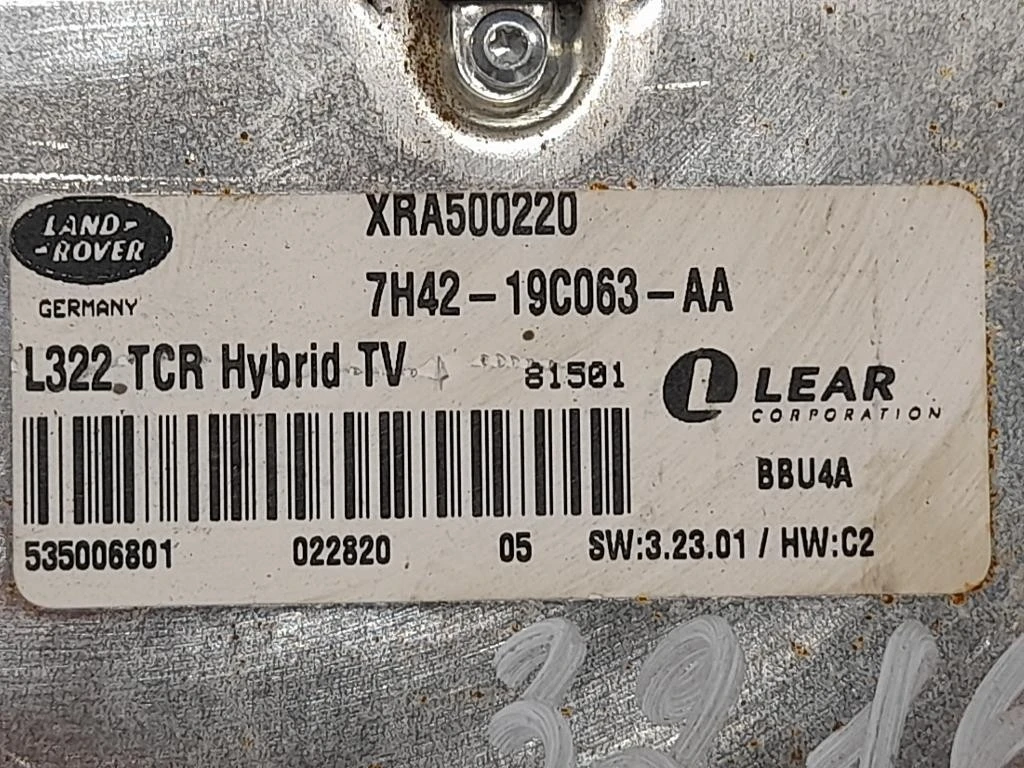 LAND-
-ROVER
GERMANY
XRA500220
7H42-19C063-AA
L322 TCR Hybrid TV
81501
LEAR
CORPORATION
BBU4A
535006801 022820 05 SW:3.23.01 / HW:C2